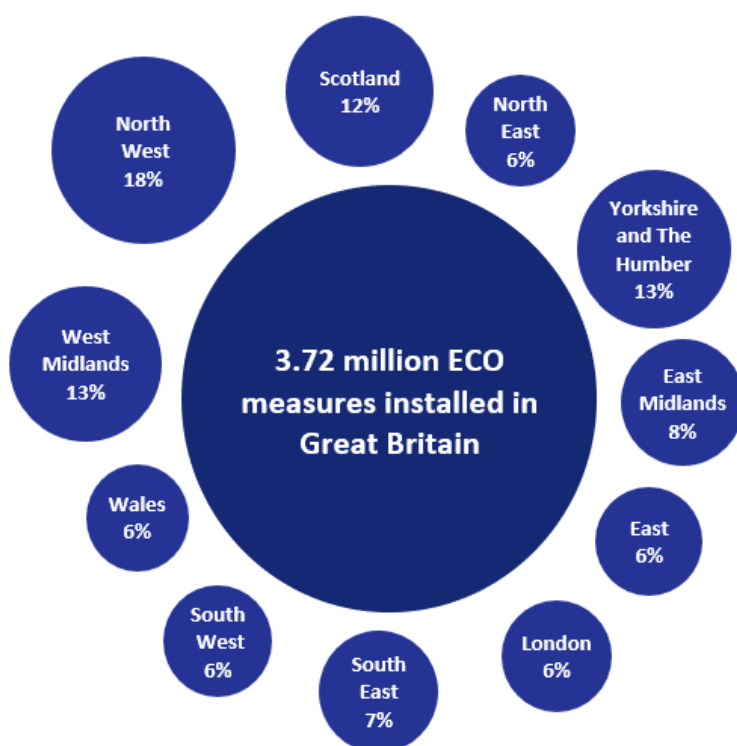 Scotland
12%
North
East
6%
North
West
18%
Yorkshire
and The
Humber
13%
West
Midlands
13%
3.72 million ECO
measures installed in
Great Britain
East
Midlands
8%
Wales
6%
East
6%
South
West
6%
South
East
7%
London
6%